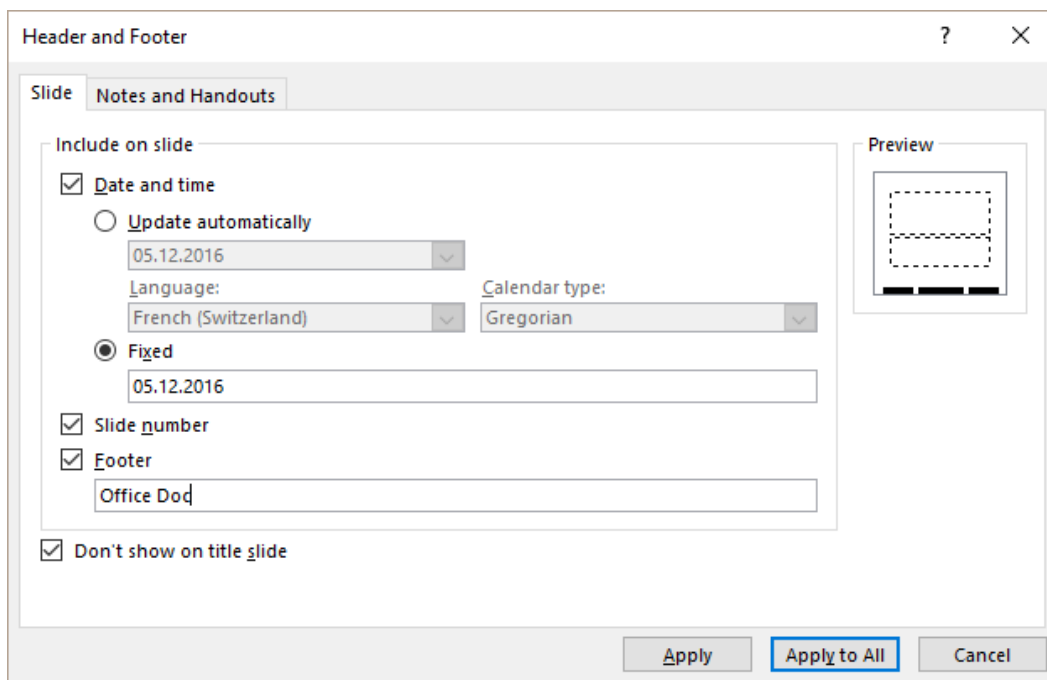 Header and Footer ?
Slide Notes and Handouts
Include on slide Preview
Date and time
Update automatically
05.12.2016
Language: Calendar type:
French (Switzerland) Gregorian
Fixed
05.12.2016
Slide number
Footer
Office Doc
Don't show on title slide
Apply Apply to All Cancel